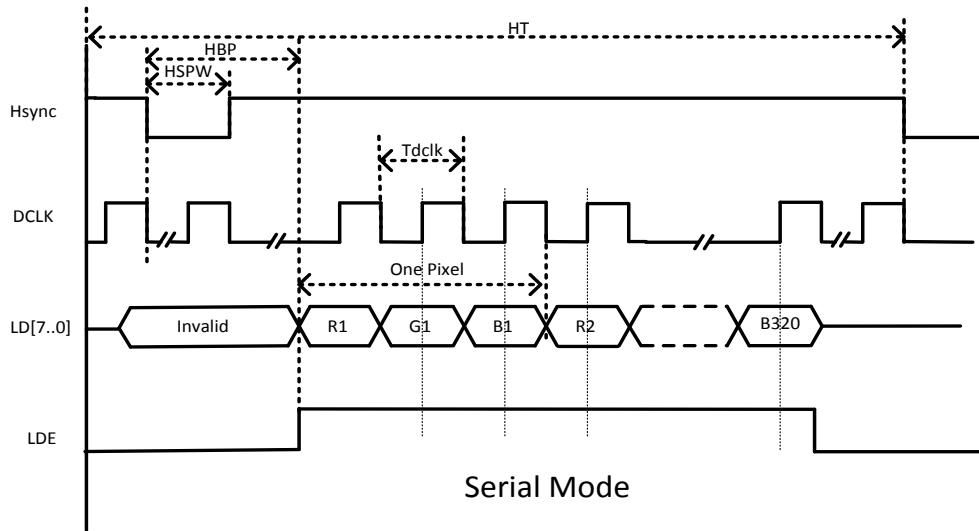 HT
HBP
HSPW
Hsync
Tdclk
DCLK
One Pixel
LD[7..0]
Invalid
R1
G1
B1
R2
B320
LDE
Serial Mode